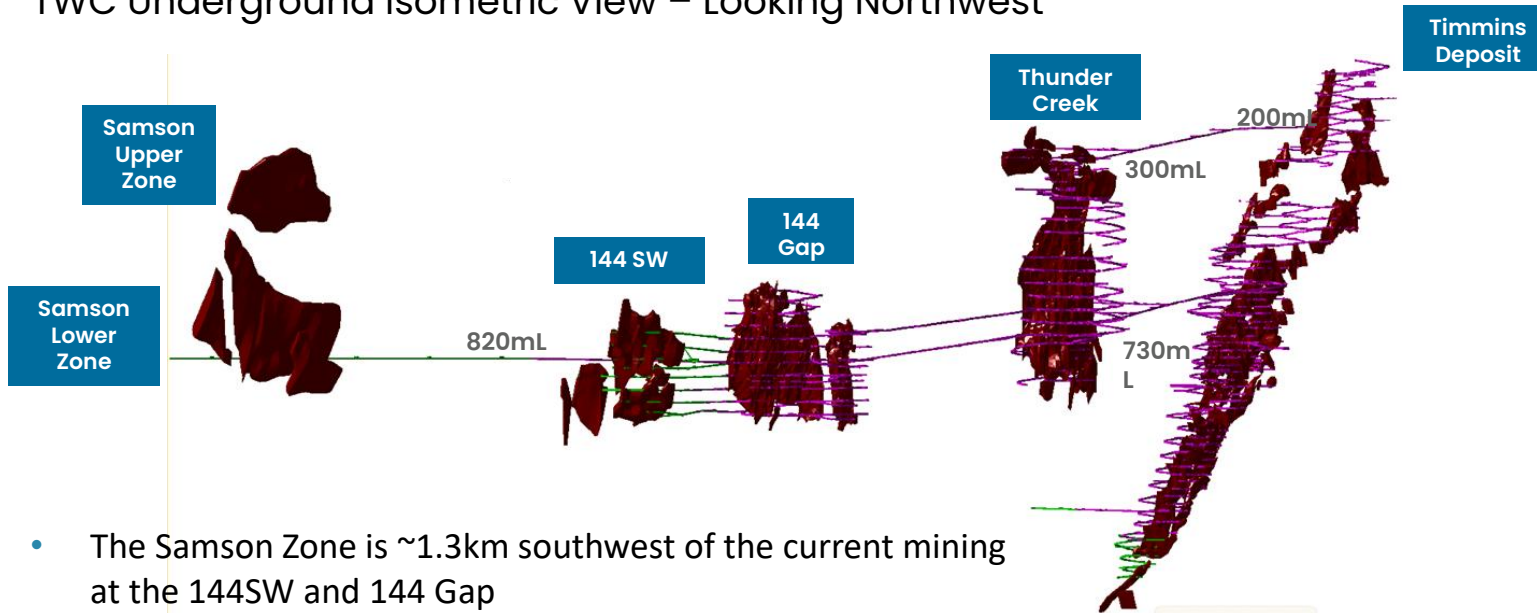 TWC Underground Isometric View – Looking Northwest
Timmins
Deposit
Thunder
Creek
200mL
Samson
Upper
Zone
300mL
144
Gap
144 SW
Samson
Lower
Zone
820mL
730m
L
• The Samson Zone is ~1.3km southwest of the current mining
at the 144SW and 144 Gap